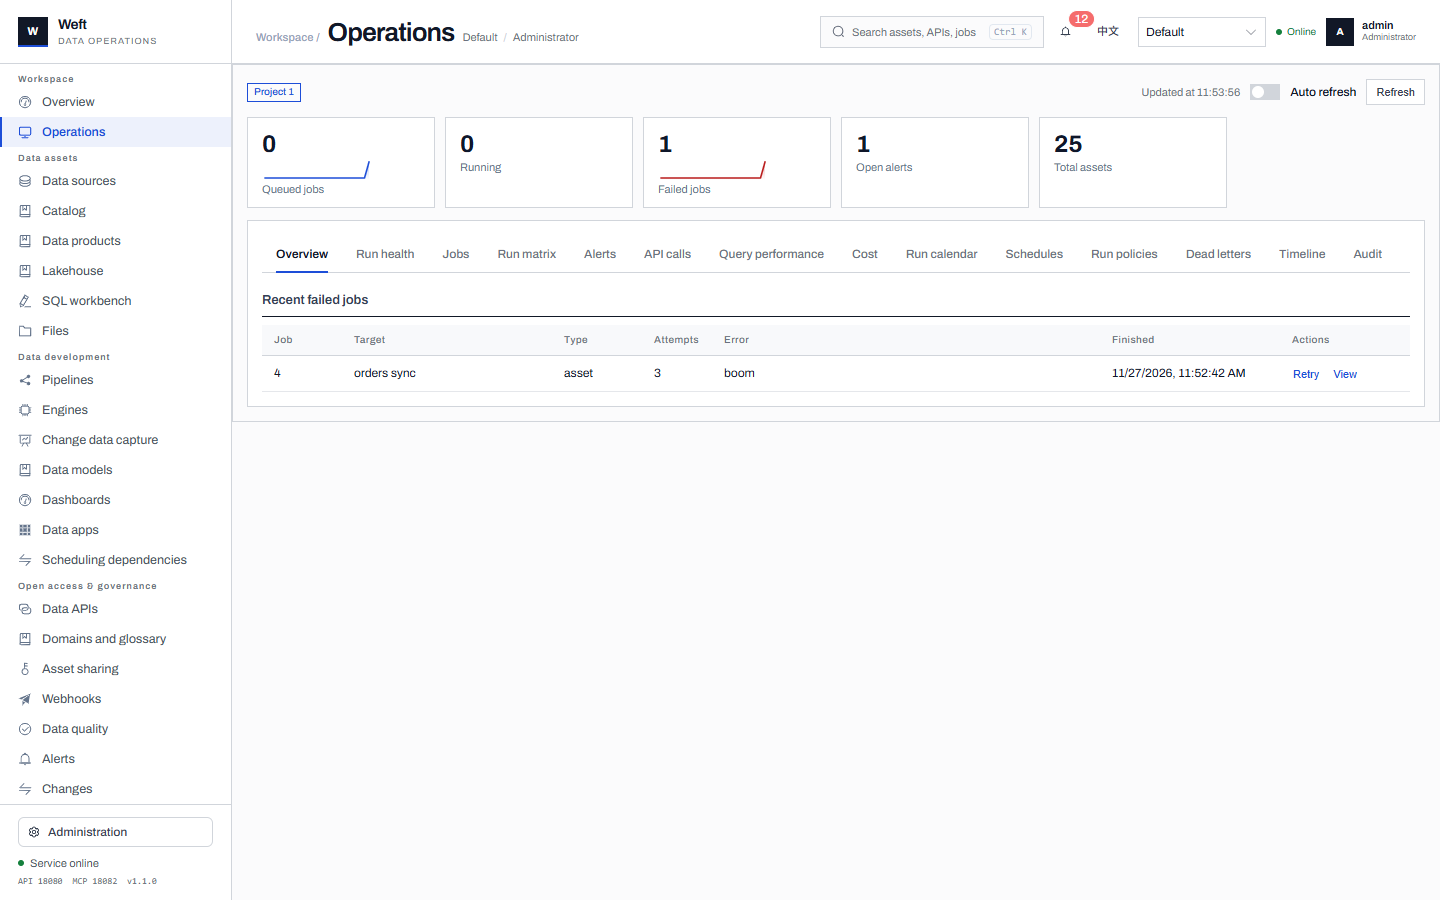 W
Weft
DATA OPERATIONS
Workspace
Overview
Operations
Data assets
Data sources
Catalog
Data products
Lakehouse
SQL workbench
Files
Data development
Pipelines
Engines
Change data capture
Data models
Dashboards
Data apps
Scheduling dependencies
Open access & governance
Data APIs
Domains and glossary
Asset sharing
Webhooks
Data quality
Alerts
Changes
Administration
Service online
API 18080 MCP 18082 v1.1.0
Workspace / Operations Default / Administrator
Search assets, APIs, jobs Ctrl K
12
中文
Default
Online
A
admin
Administrator
Project 1
Updated at 11:53:56 Auto refresh Refresh
0
Queued jobs
0
Running
1
Failed jobs
1
Open alerts
25
Total assets
Overview Run health Jobs Run matrix Alerts API calls Query performance Cost Run calendar Schedules Run policies Dead letters Timeline Audit
Recent failed jobs
Job Target Type Attempts Error Finished Actions
4 orders sync asset 3 boom 11/27/2026, 11:52:42 AM Retry View